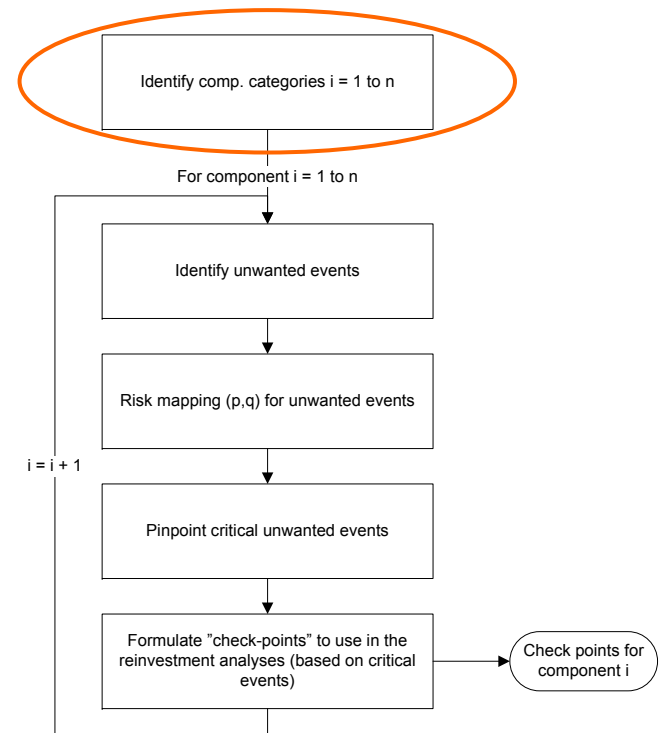 Identify comp. categories i = 1 to n
For component i = 1 to n
Identify unwanted events
Risk mapping (p,q) for unwanted events
i = i + 1
Pinpoint critical unwanted events
Formulate ”check-points” to use in the
reinvestment analyses (based on critical
events)
Check points for
component i